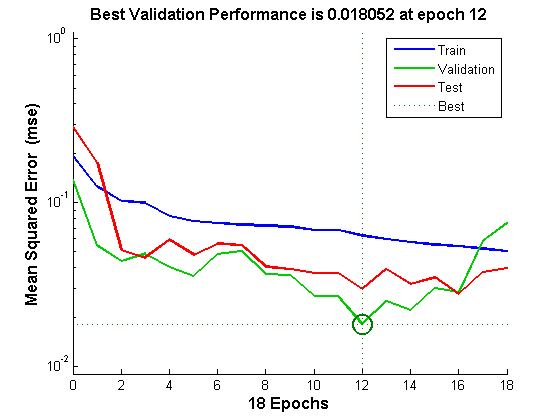 Best Validation Performance is 0.018052 at epoch 12
Mean Squared Error (mse)
10^0
10^-1
10^-2
Train
Validation
Test
Best
0 2 4 6 8 10 12 14 16 18
18 Epochs